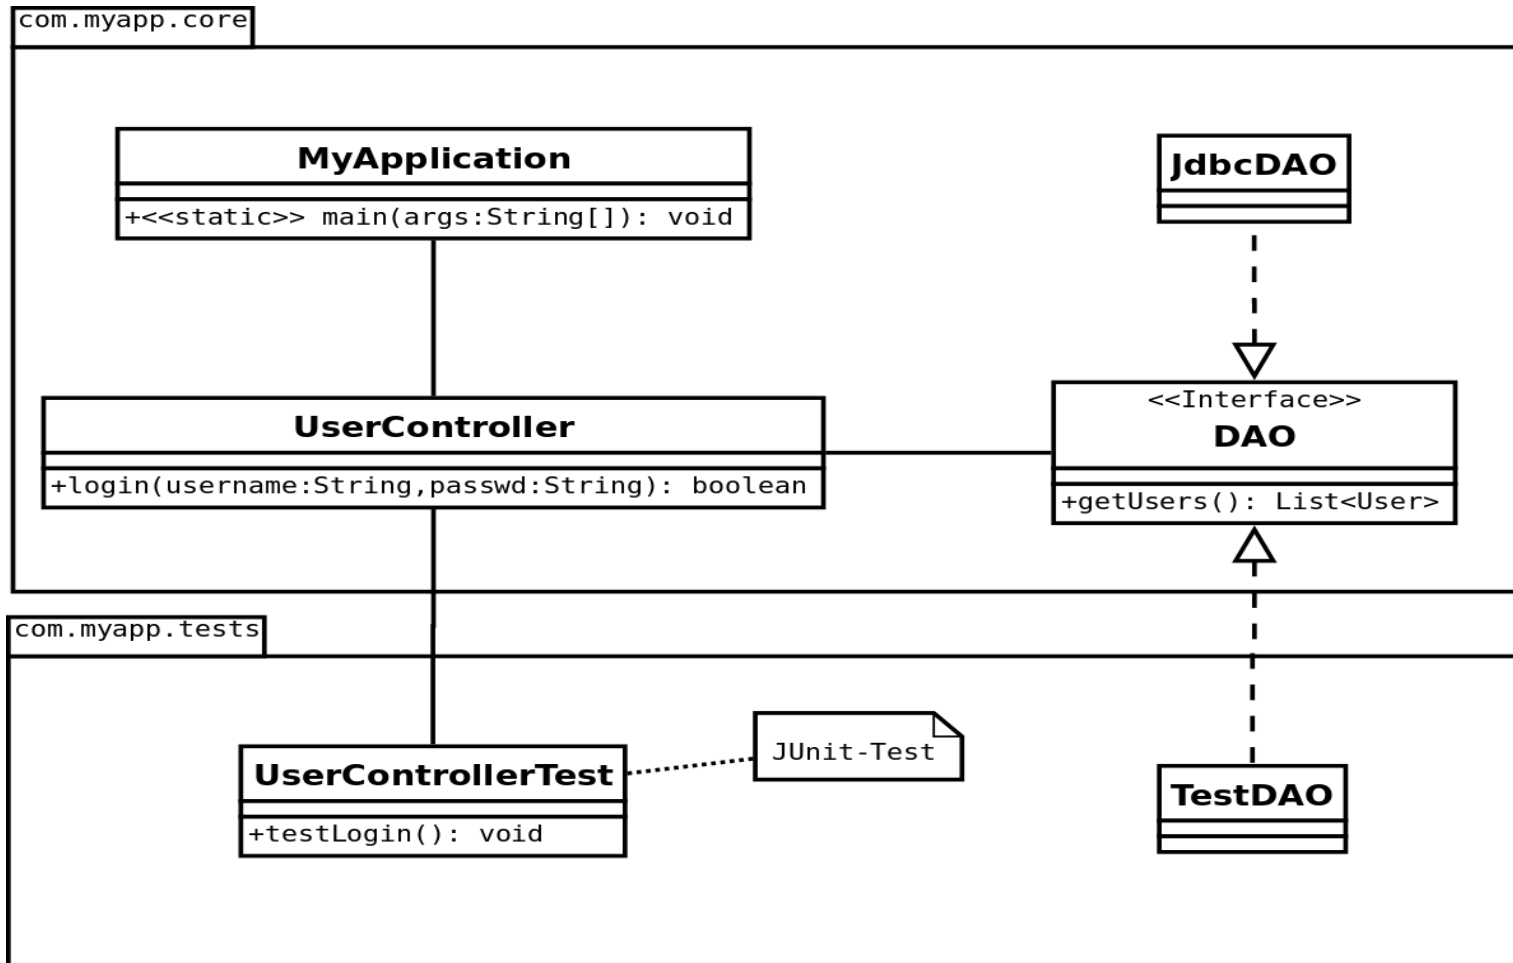 com.myapp.core
MyApplication
+<<static>> main(args:String[]): void
JdbcDAO
UserController
+login(username:String,passwd:String): boolean
<<Interface>>
DAO
+getUsers(): List<User>
com.myapp.tests
UserControllerTest
+testLogin(): void
JUnit-Test
TestDAO